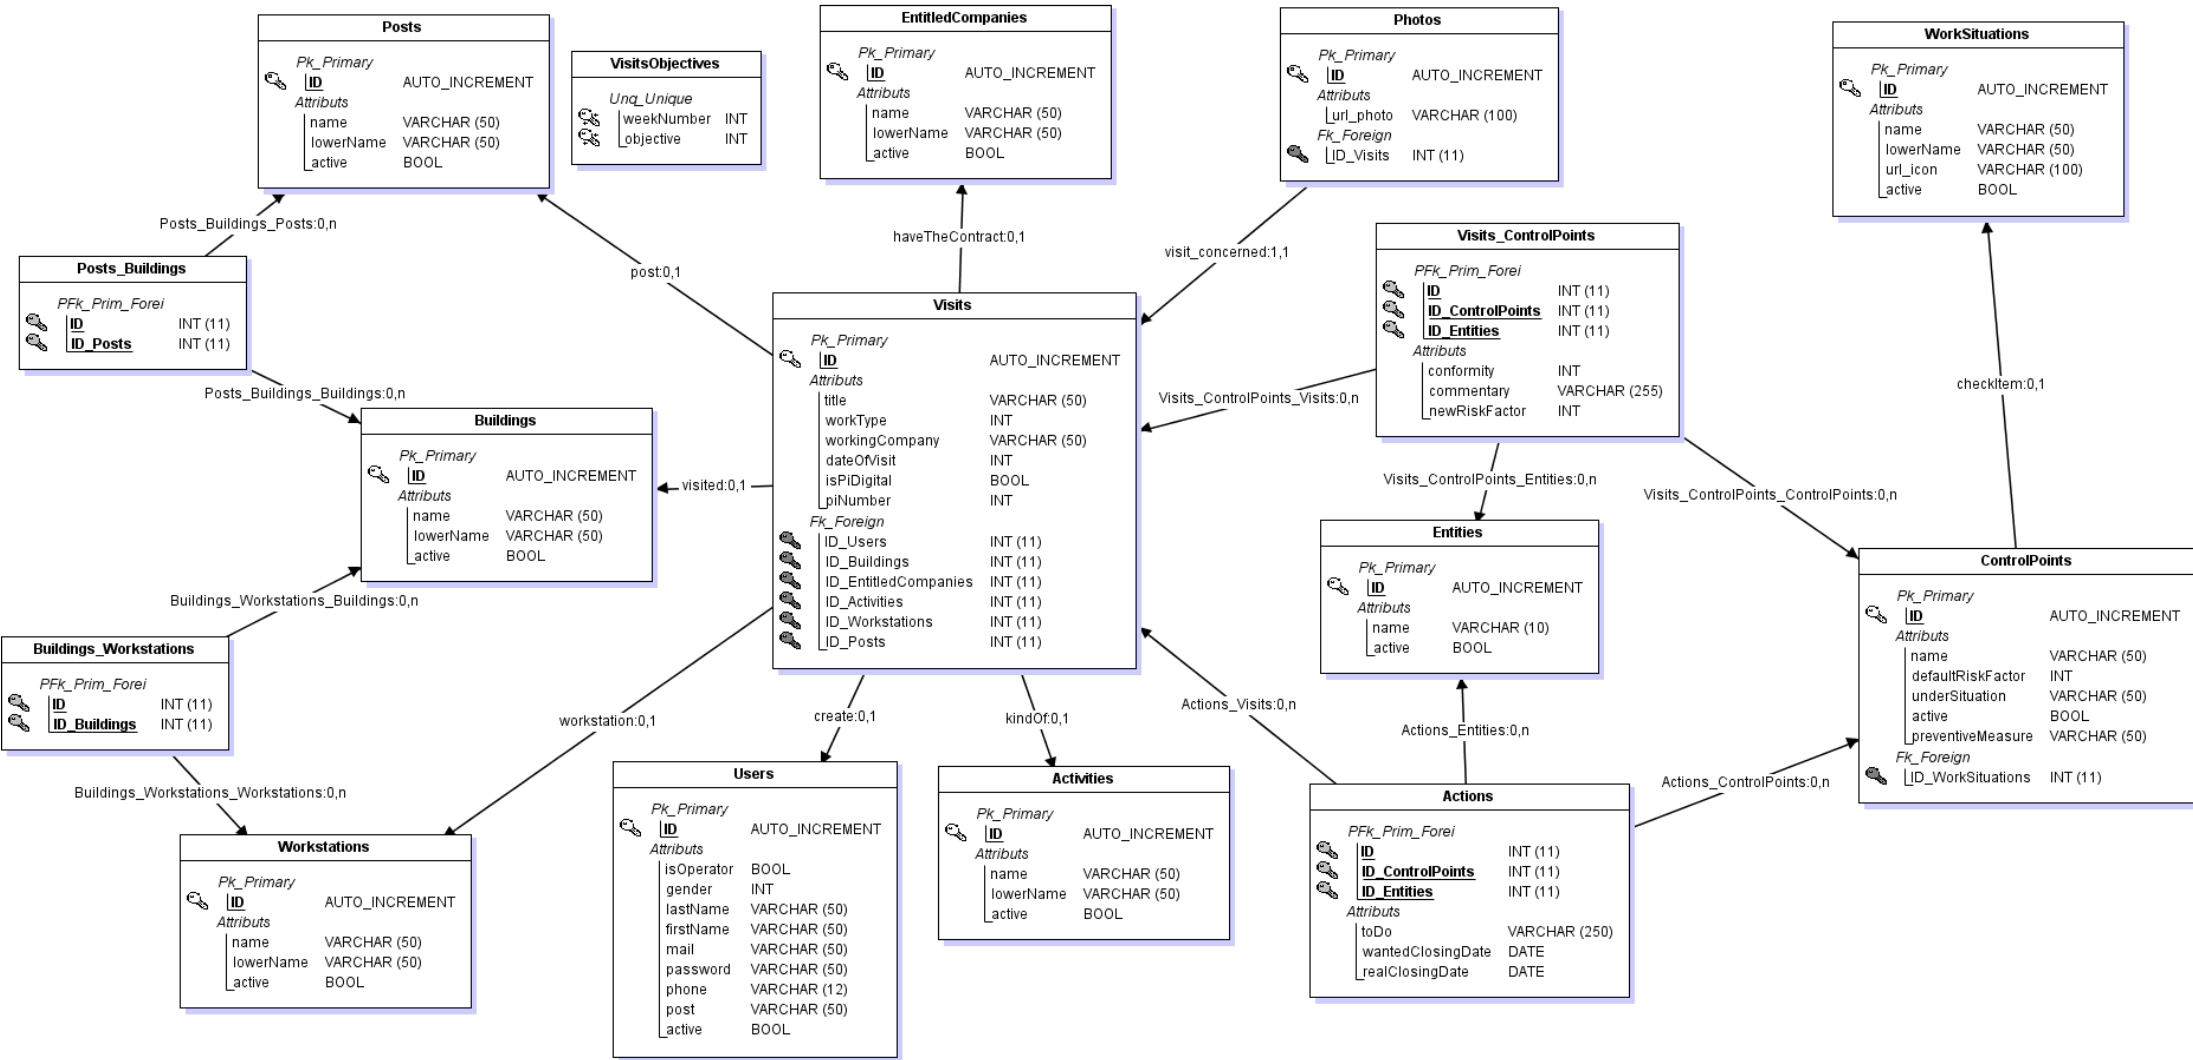 Posts
Pk_Primary
ID AUTO_INCREMENT
Attributs
name VARCHAR (50)
lowerName VARCHAR (50)
active BOOL
VisitsObjectives
Unq_Unique
weekNumber INT
objective INT
EntitledCompanies
Pk_Primary
ID AUTO_INCREMENT
Attributs
name VARCHAR (50)
lowerName VARCHAR (50)
active BOOL
Photos
Pk_Primary
ID AUTO_INCREMENT
Attributs
url_photo VARCHAR (100)
Fk_Foreign
ID_Visits INT (11)
WorkSituations
Pk_Primary
ID AUTO_INCREMENT
Attributs
name VARCHAR (50)
lowerName VARCHAR (50)
url_icon VARCHAR (100)
active BOOL
Posts_Buildings_Posts:0,n
post:0,1
haveTheContract:0,1
visit_concerned:1,1
Posts_Buildings
PFk_Prim_Forei
ID INT (11)
ID_Posts INT (11)
Posts_Buildings_Buildings:0,n
Visits_ControlPoints
PFk_Prim_Forei
ID INT (11)
ID_ControlPoints INT (11)
ID_Entities INT (11)
Attributs
conformity INT
commentary VARCHAR (255)
newRiskFactor INT
Visits
Pk_Primary
ID AUTO_INCREMENT
Attributs
title VARCHAR (50)
workType INT
workingCompany VARCHAR (50)
dateOfVisit INT
isPiDigital BOOL
piNumber INT
Fk_Foreign
ID_Users INT (11)
ID_Buildings INT (11)
ID_EntitledCompanies INT (11)
ID_Activities INT (11)
ID_Workstations INT (11)
ID_Posts INT (11)
Visits_ControlPoints_Visits:0,n
checkItem:0,1
Buildings
Pk_Primary
ID AUTO_INCREMENT
Attributs
name VARCHAR (50)
lowerName VARCHAR (50)
active BOOL
visited:0,1
Visits_ControlPoints_Entities:0,n
Visits_ControlPoints_ControlPoints:0,n
Entities
Pk_Primary
ID AUTO_INCREMENT
Attributs
name VARCHAR (10)
active BOOL
ControlPoints
Pk_Primary
ID AUTO_INCREMENT
Attributs
name VARCHAR (50)
defaultRiskFactor INT
underSituation VARCHAR (50)
active BOOL
preventiveMeasure VARCHAR (50)
Fk_Foreign
ID_WorkSituations INT (11)
Buildings_Workstations_Buildings:0,n
Buildings_Workstations
PFk_Prim_Forei
ID INT (11)
ID_Buildings INT (11)
Buildings_Workstations_Workstations:0,n
workstation:0,1
create:0,1
kindOf:0,1
Actions_Visits:0,n
Actions_Entities:0,n
Actions_ControlPoints:0,n
Workstations
Pk_Primary
ID AUTO_INCREMENT
Attributs
name VARCHAR (50)
lowerName VARCHAR (50)
active BOOL
Users
Pk_Primary
ID AUTO_INCREMENT
Attributs
isOperator BOOL
gender INT
lastName VARCHAR (50)
firstName VARCHAR (50)
mail VARCHAR (50)
password VARCHAR (50)
phone VARCHAR (12)
post VARCHAR (50)
active BOOL
Activities
Pk_Primary
ID AUTO_INCREMENT
Attributs
name VARCHAR (50)
lowerName VARCHAR (50)
active BOOL
Actions
PFk_Prim_Forei
ID INT (11)
ID_ControlPoints INT (11)
ID_Entities INT (11)
Attributs
toDo VARCHAR (250)
wantedClosingDate DATE
realClosingDate DATE